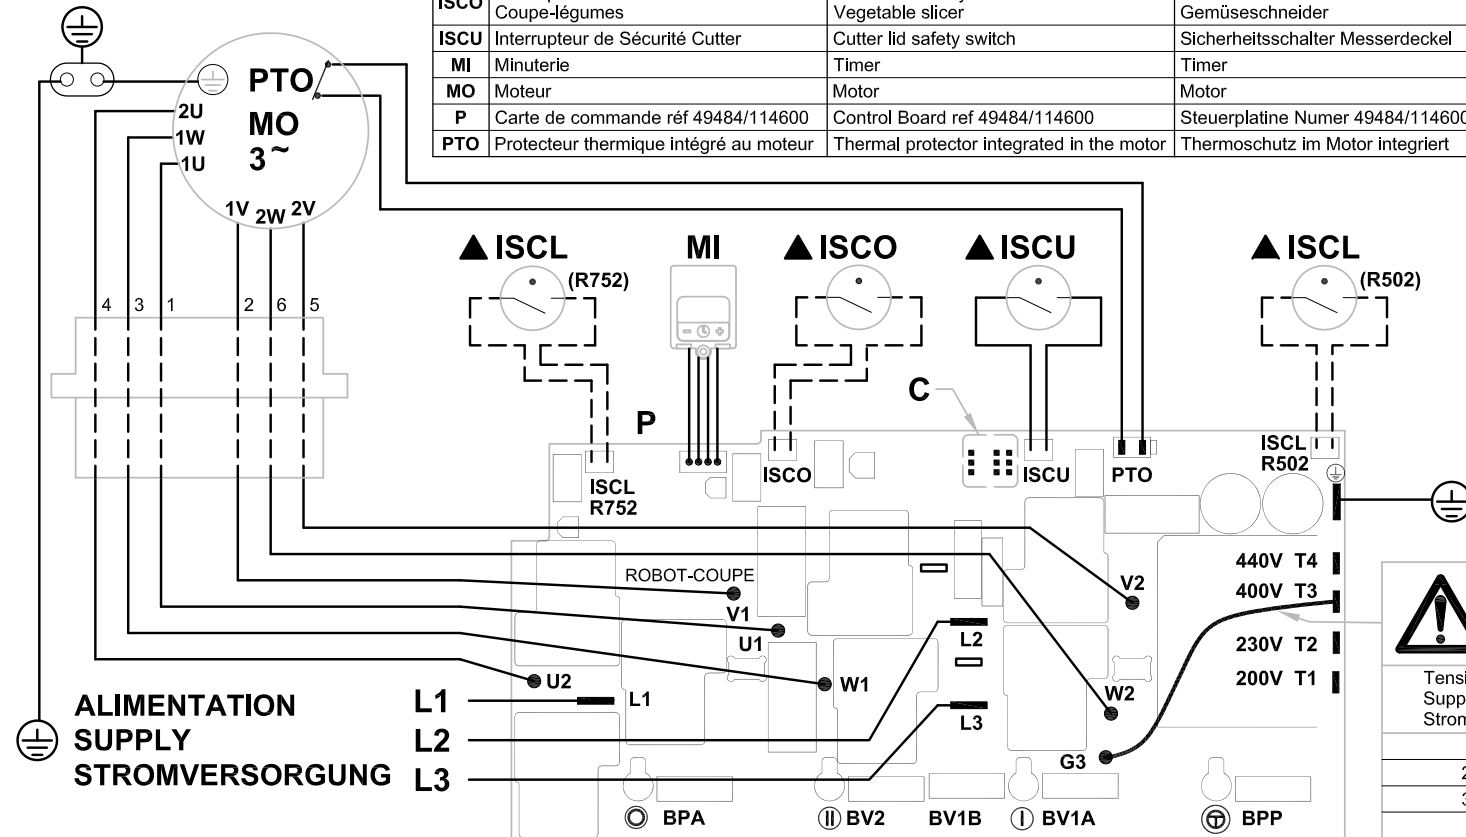 ISCO
Coupe-légumes
Vegetable slicer
Gemüseschneider
ISCU Interrupteur de Sécurité Cutter Cutter lid safety switch Sicherheitsschalter Messerdeckel
MI Minuterie Timer Timer
MO Moteur Motor Motor
P Carte de commande réf 49484/114600 Control Board ref 49484/114600 Steuerplatine Numer 49484/114600
PTO Protecteur thermique intégré au moteur Thermal protector integrated in the motor Thermoschutz im Motor integriert
PTO
MO
3~
2U
1W
1U
1V 2W 2V
4 3 1 2 6 5
▲ ISCL
(R752)
MI
▲ ISCO
▲ ISCU
▲ ISCL
(R502)
C
P
ISCL
R752
ISCO
ISCU
PTO
ISCL
R502
ROBOT-COUPE
V1
U1
U2
L1
W1
L2
L3
V2
W2
G3
440V T4
400V T3
230V T2
200V T1
ALIMENTATION
SUPPLY
STROMVERSORGUNG
L1
L2
L3
BPA
II BV2
BV1B
I BV1A
BPP